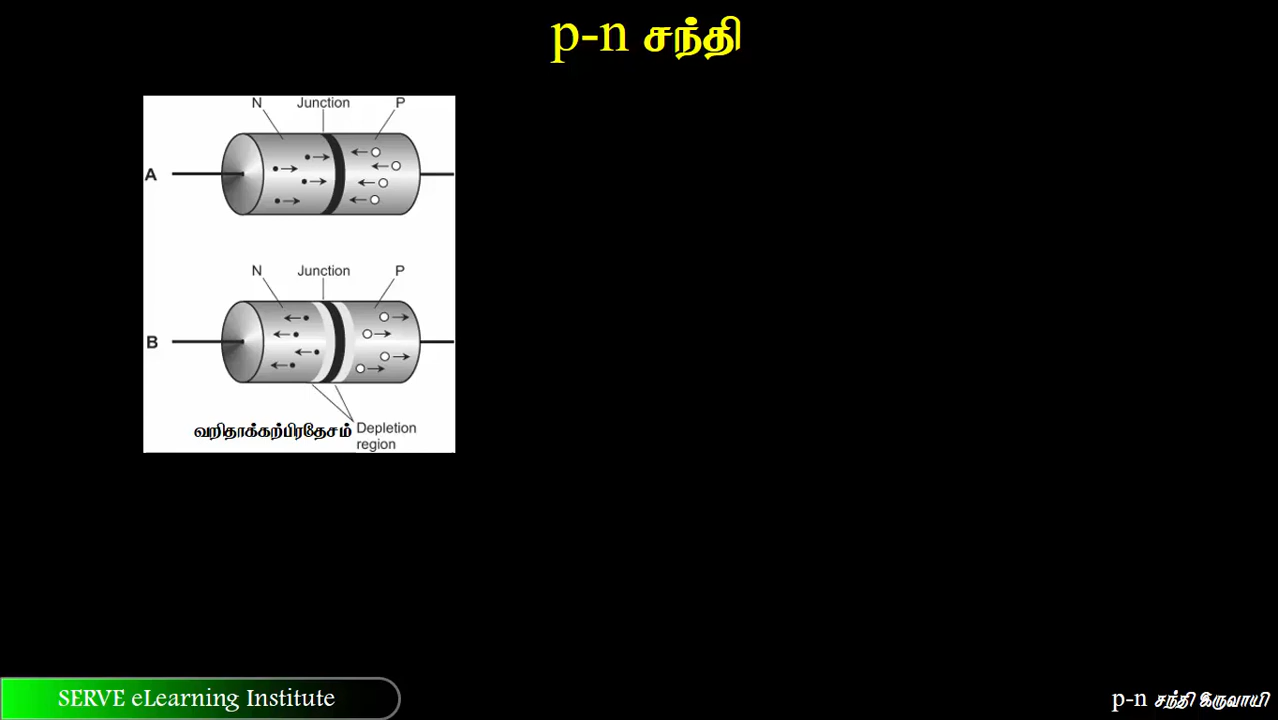 p-n சந்தி
N Junction P
A
N Junction P
B
வறிதாக்கற்பிரதேசம் Depletion
region
SERVE eLearning Institute
p-n சந்தி இருவாயி